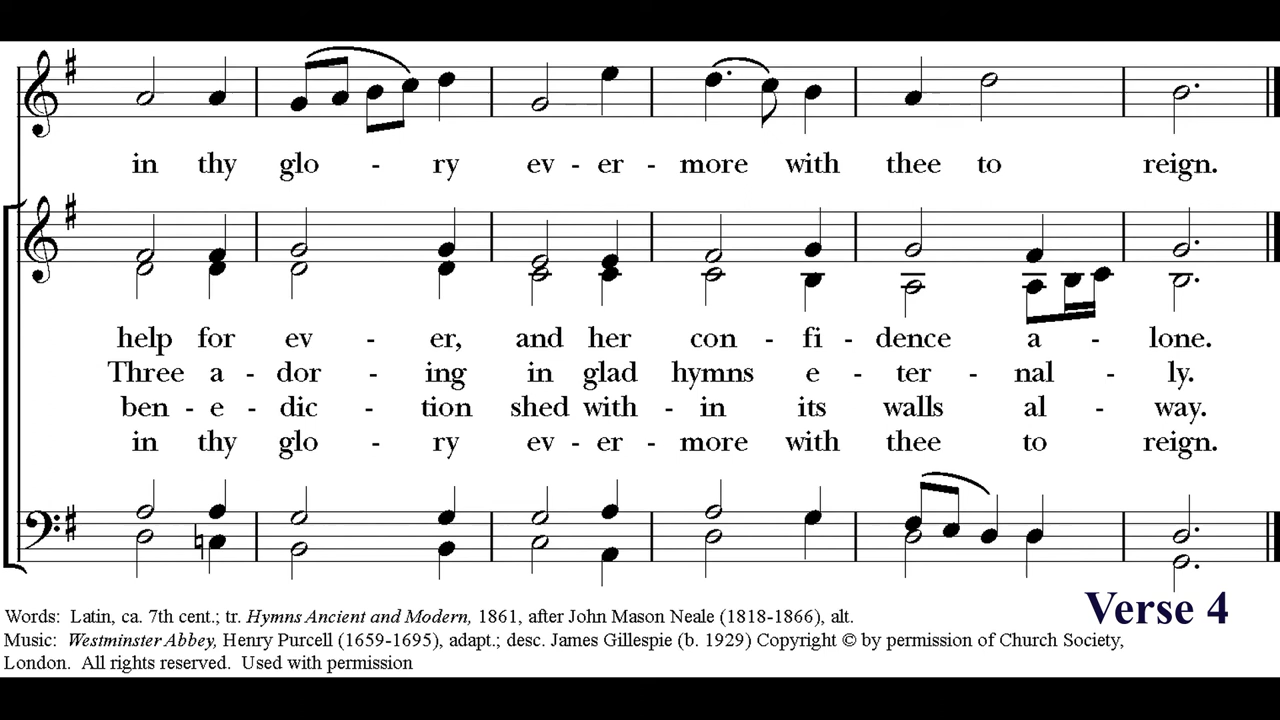 in thy glo - ry ev - er - more with thee to reign.
help for ev - er, and her con - fi - dence a - lone.
Three a - dor - ing in glad hymns e - ter - nal - ly.
ben - e - dic - tion shed with - in its walls al - way.
in thy glo - ry ev - er - more with thee to reign.
Verse 4
Words: Latin, ca. 7th cent.; tr. Hymns Ancient and Modern, 1861, after John Mason Neale (1818-1866), alt.
Music: Westminster Abbey, Henry Purcell (1659-1695), adapt.; desc. James Gillespie (b. 1929) Copyright © by permission of Church Society,
London. All rights reserved. Used with permission